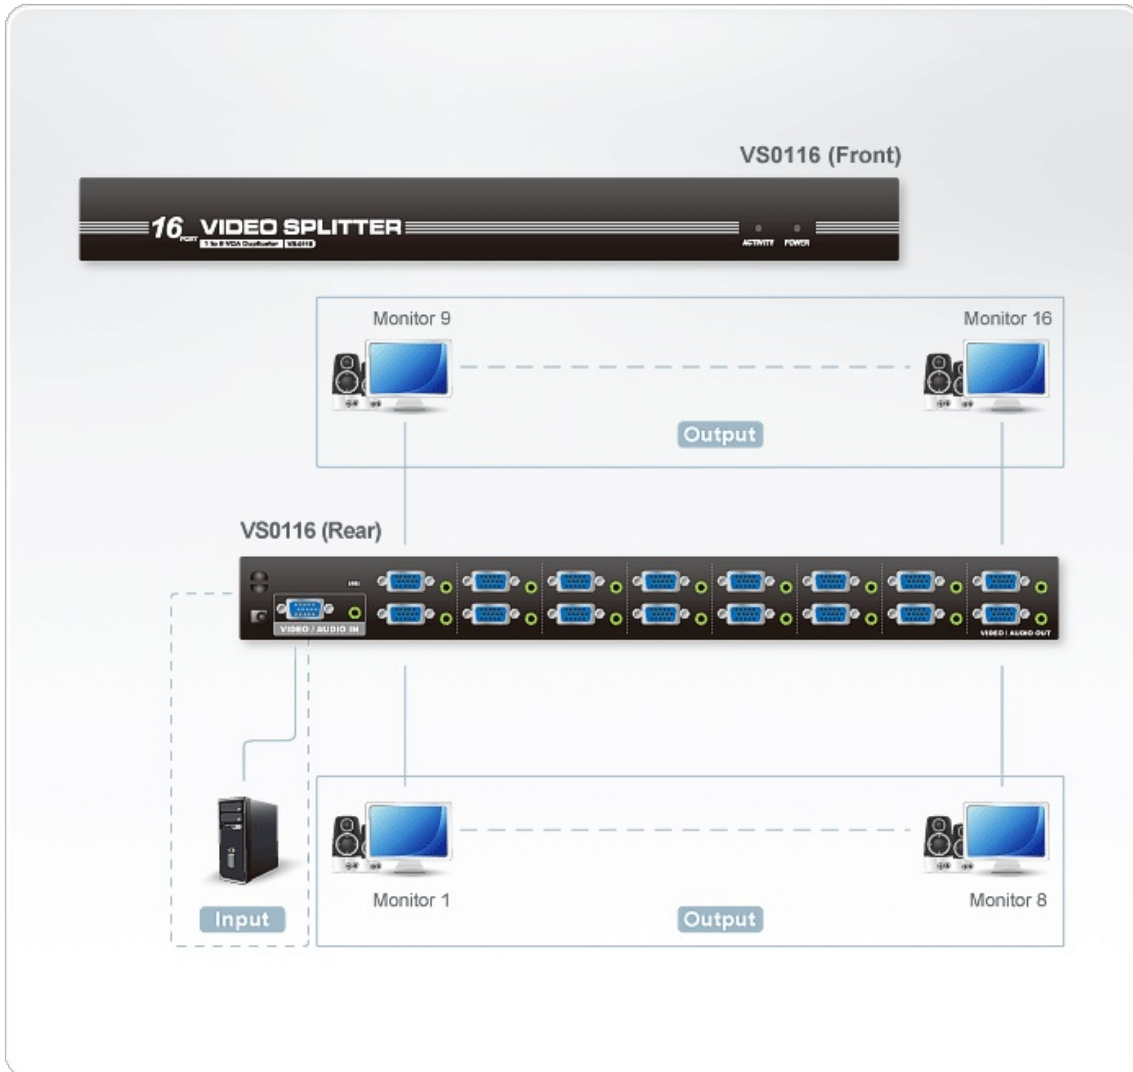 VS0116 (Front)
16 PORT VIDEO SPLITTER
VS0116
ACTIVITY POWER
Monitor 9
Monitor 16
Output
VS0116 (Rear)
VIDEO / AUDIO IN
VIDEO / AUDIO OUT
Monitor 1
Monitor 8
Input
Output